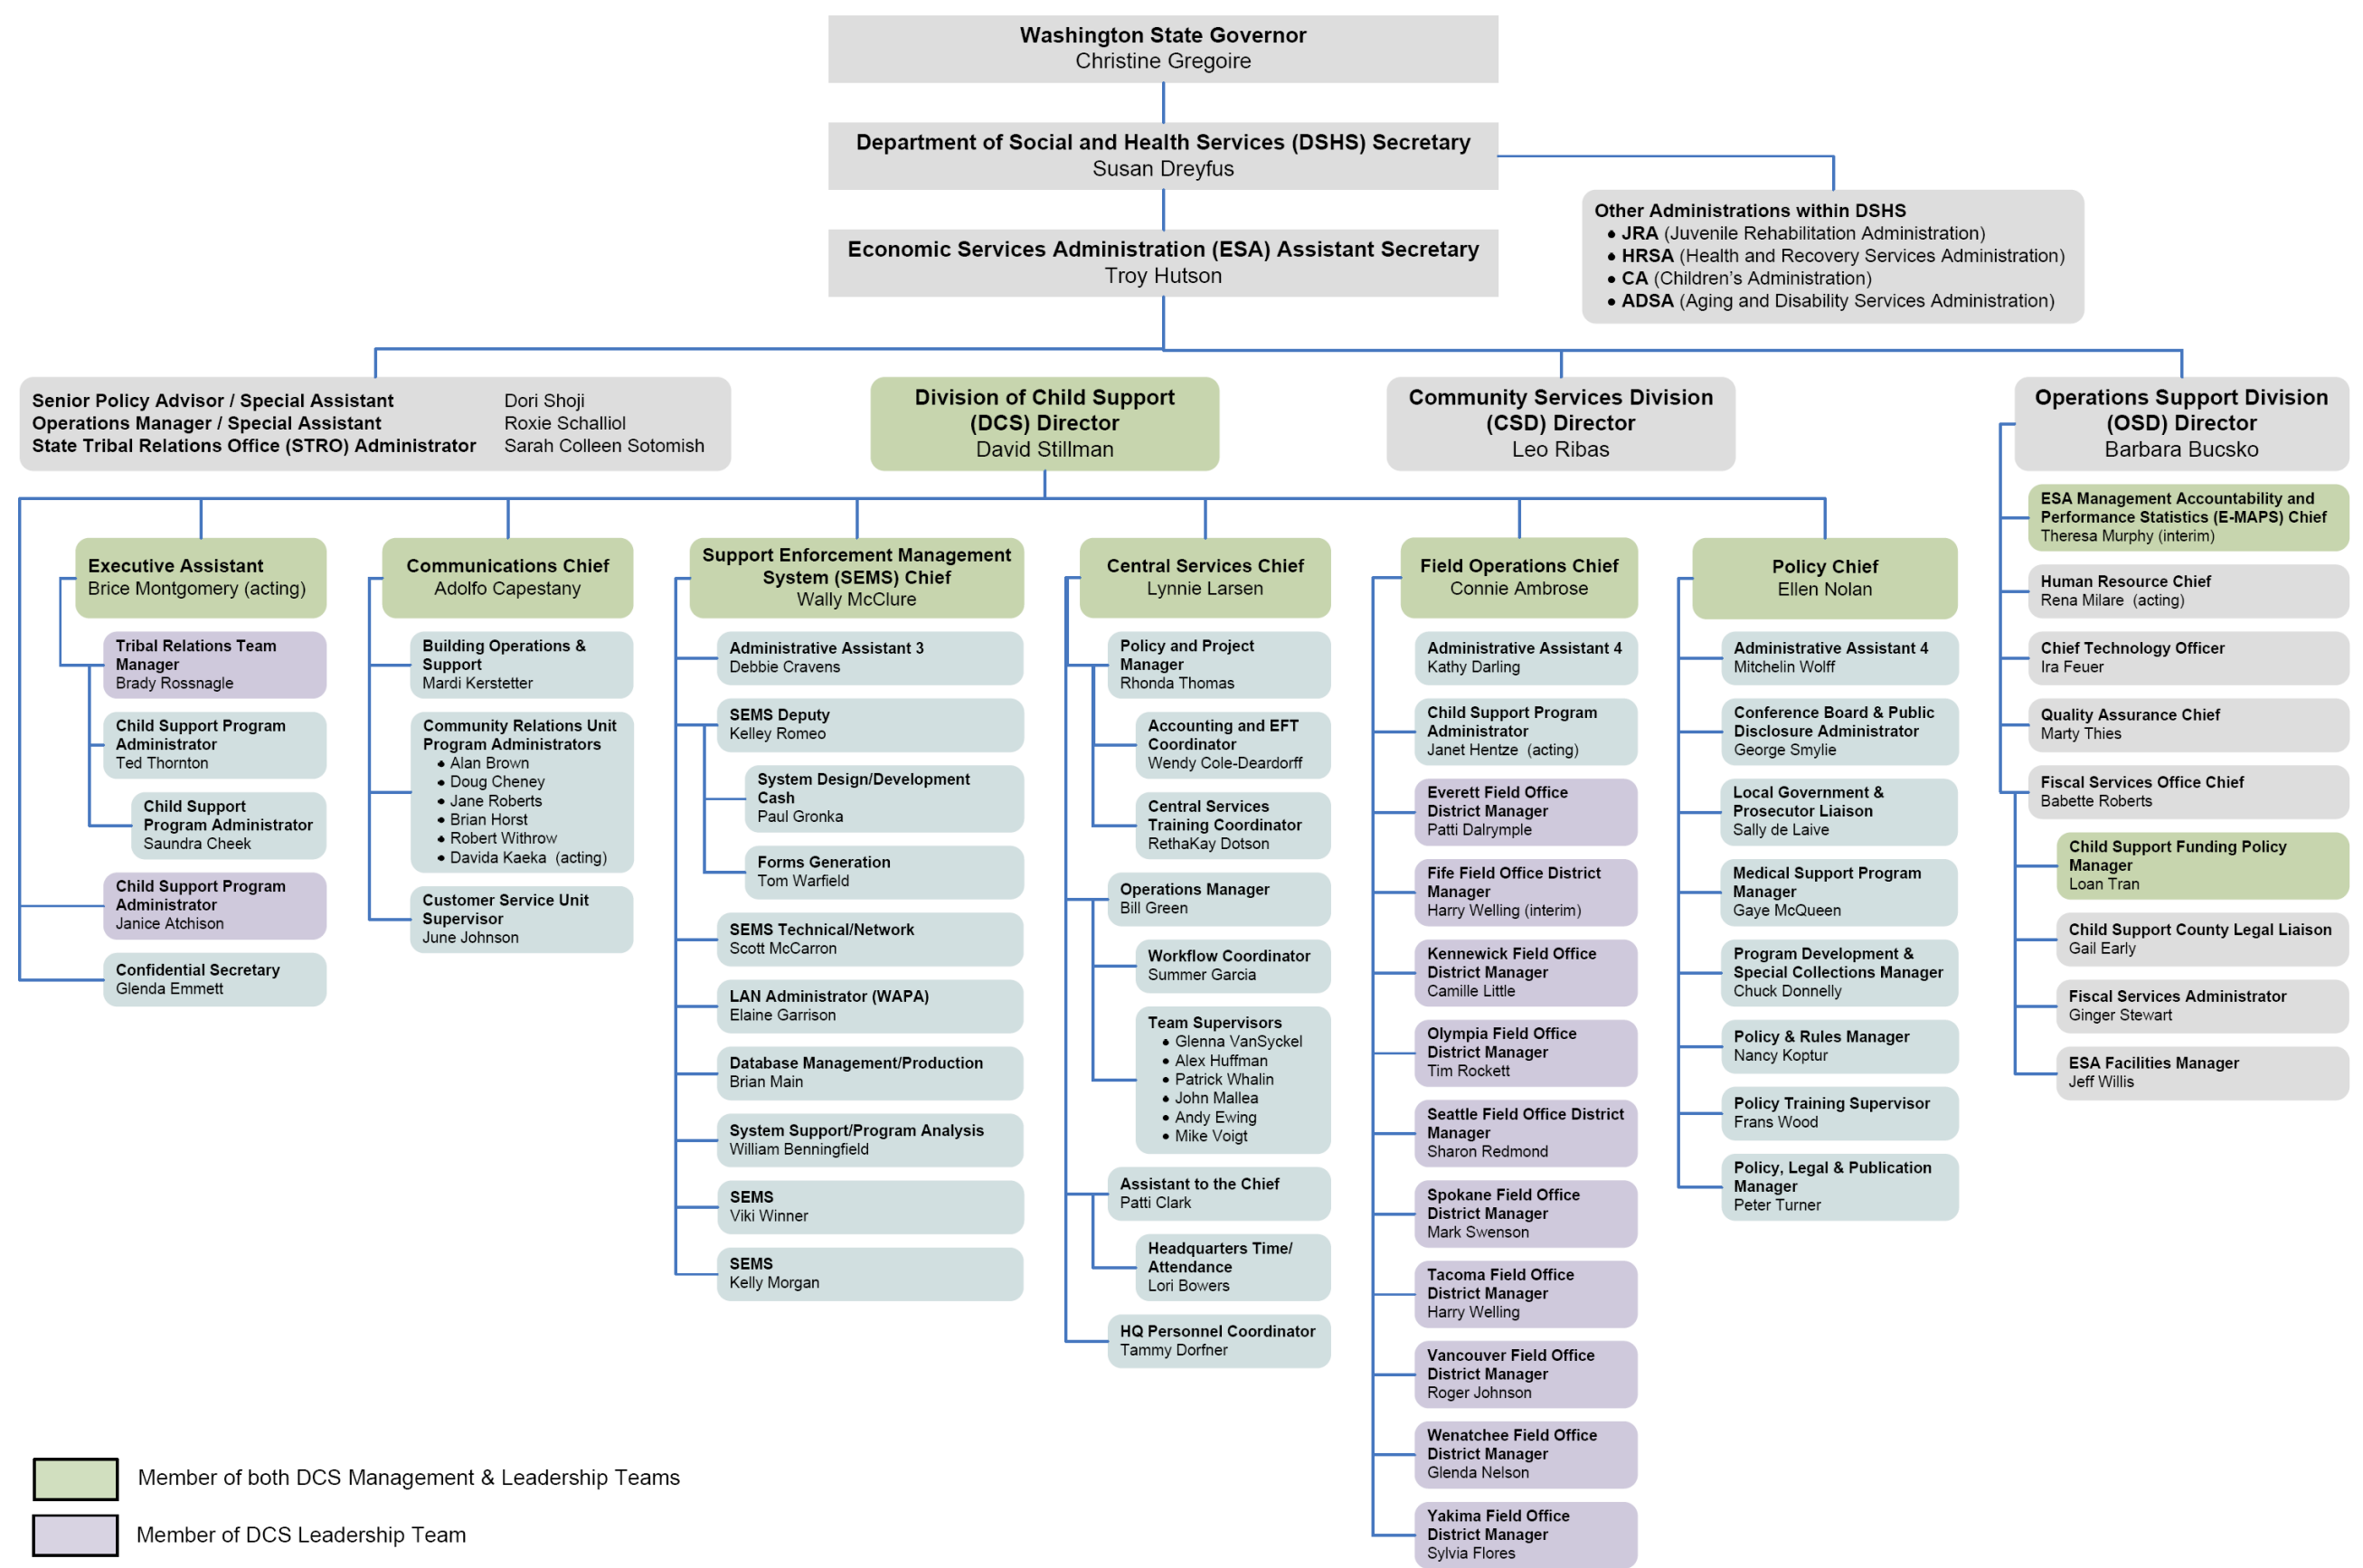 Washington State Governor
Christine Gregoire
Department of Social and Health Services (DSHS) Secretary
Susan Dreyfus
Economic Services Administration (ESA) Assistant Secretary
Troy Hutson
Other Administrations within DSHS
• JRA (Juvenile Rehabilitation Administration)
• HRSA (Health and Recovery Services Administration)
• CA (Children's Administration)
• ADSA (Aging and Disability Services Administration)
Senior Policy Advisor / Special Assistant Dori Shoji
Operations Manager / Special Assistant Roxie Schalliol
State Tribal Relations Office (STRO) Administrator Sarah Colleen Sotomish
Division of Child Support
(DCS) Director
David Stillman
Community Services Division
(CSD) Director
Leo Ribas
Operations Support Division
(OSD) Director
Barbara Bucsko
Executive Assistant
Brice Montgomery (acting)
Tribal Relations Team
Manager
Brady Rossnagle
Child Support Program
Administrator
Ted Thornton
Child Support
Program Administrator
Saundra Cheek
Child Support Program
Administrator
Janice Atchison
Confidential Secretary
Glenda Emmett
Communications Chief
Adolfo Capestany
Building Operations &
Support
Mardi Kerstetter
Community Relations Unit
Program Administrators
• Alan Brown
• Doug Cheney
• Jane Roberts
• Brian Horst
• Robert Withrow
• Davida Kaeka (acting)
Customer Service Unit
Supervisor
June Johnson
Support Enforcement Management
System (SEMS) Chief
Wally McClure
Administrative Assistant 3
Debbie Cravens
SEMS Deputy
Kelley Romeo
System Design/Development
Cash
Paul Gronka
Forms Generation
Tom Warfield
SEMS Technical/Network
Scott McCarron
LAN Administrator (WAPA)
Elaine Garrison
Database Management/Production
Brian Main
System Support/Program Analysis
William Benningfield
SEMS
Viki Winner
SEMS
Kelly Morgan
Central Services Chief
Lynnie Larsen
Policy and Project
Manager
Rhonda Thomas
Accounting and EFT
Coordinator
Wendy Cole-Deardorff
Central Services
Training Coordinator
RethaKay Dotson
Operations Manager
Bill Green
Workflow Coordinator
Summer Garcia
Team Supervisors
• Glenna VanSyckel
• Alex Huffman
• Patrick Whalin
• John Mallea
• Andy Ewing
• Mike Voigt
Assistant to the Chief
Patti Clark
Headquarters Time/
Attendance
Lori Bowers
HQ Personnel Coordinator
Tammy Dorfner
Field Operations Chief
Connie Ambrose
Administrative Assistant 4
Kathy Darling
Child Support Program
Administrator
Janet Hentze (acting)
Everett Field Office
District Manager
Patti Dalrymple
Fife Field Office District
Manager
Harry Welling (interim)
Kennewick Field Office
District Manager
Camille Little
Olympia Field Office
District Manager
Tim Rockett
Seattle Field Office District
Manager
Sharon Redmond
Spokane Field Office
District Manager
Mark Swenson
Tacoma Field Office
District Manager
Harry Welling
Vancouver Field Office
District Manager
Roger Johnson
Wenatchee Field Office
District Manager
Glenda Nelson
Yakima Field Office
District Manager
Sylvia Flores
Policy Chief
Ellen Nolan
Administrative Assistant 4
Mitchelin Wolff
Conference Board & Public
Disclosure Administrator
George Smylie
Local Government &
Prosecutor Liaison
Sally de Laive
Medical Support Program
Manager
Gaye McQueen
Program Development &
Special Collections Manager
Chuck Donnelly
Policy & Rules Manager
Nancy Koptur
Policy Training Supervisor
Frans Wood
Policy, Legal & Publication
Manager
Peter Turner
ESA Management Accountability and
Performance Statistics (E-MAPS) Chief
Theresa Murphy (interim)
Human Resource Chief
Rena Milare (acting)
Chief Technology Officer
Ira Feuer
Quality Assurance Chief
Marty Thies
Fiscal Services Office Chief
Babette Roberts
Child Support Funding Policy
Manager
Loan Tran
Child Support County Legal Liaison
Gail Early
Fiscal Services Administrator
Ginger Stewart
ESA Facilities Manager
Jeff Willis
Member of both DCS Management & Leadership Teams
Member of DCS Leadership Team